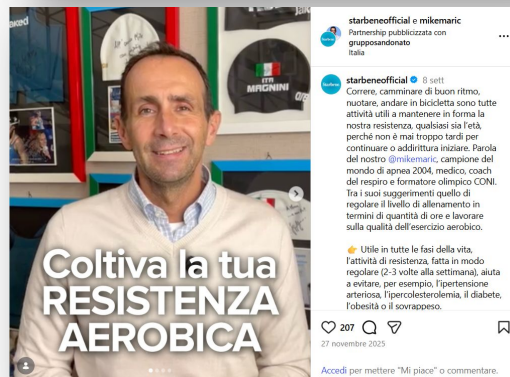 ITA
MAGNINI
Coltiva la tua
RESISTENZA
AEROBICA
starbeneofficial e mikemaric
Partnership pubblicizzata con
grupposandonato
Italia
starbeneofficial 8 sett
Correre, camminare di buon ritmo,
nuotare, andare in bicicletta sono tutte
attività utili a mantenere in forma la
nostra resistenza, qualsiasi sia l'età,
perché non è mai troppo tardi per
continuare o addirittura iniziare. Parola
del nostro @mikemaric, campione del
mondo di apnea 2004, medico, coach
del respiro e formatore olimpico CONI.
Tra i suoi suggerimenti quello di
regolare il livello di allenamento in
termini di quantità di ore e lavorare
sulla qualità dell'esercizio aerobico.
👉 Utile in tutte le fasi della vita,
l'attività di resistenza, fatta in modo
regolare (2-3 volte alla settimana), aiuta
a evitare, per esempio, l'ipertensione
arteriosa, l'ipercolesterolemia, il diabete,
l'obesità o il sovrappeso.
207
27 novembre 2025
Accedi per mettere "Mi piace" o commentare.